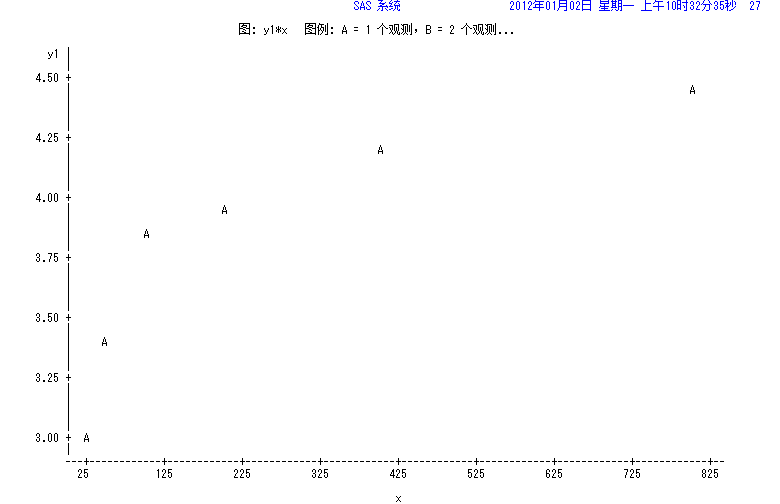 SAS 系统 2012年01月02日 星期一 上午10时32分35秒 27
图: y1*x 图例: A = 1 个观测，B = 2 个观测...
y1
4.50
A
4.25
A
4.00
A
A
3.75
3.50
A
3.25
3.00 A
25 125 225 325 425 525 625 725 825
x